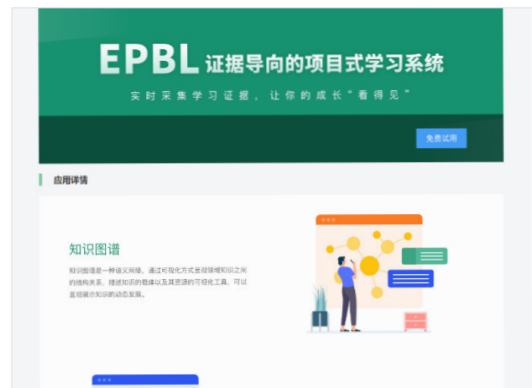 EPBL 证据导向的项目式学习系统
实时采集学习证据，让你的成长“看得见”
免费试用
应用详情
知识图谱
知识图谱是一种语义网络，通过可视化方式呈现领域知识之间
的结构关系，描述知识的载体以及其资源的可视化工具，可以
直观展示知识的动态发展。